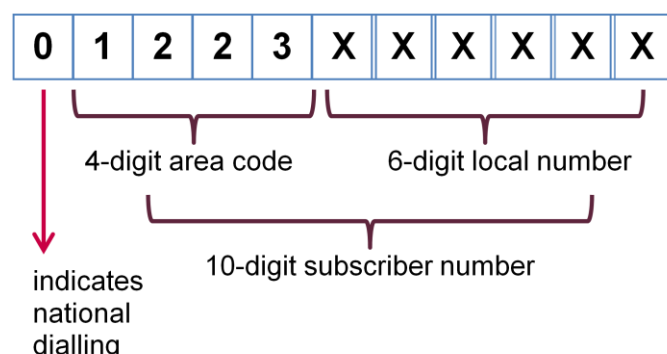 0 1 2 2 3 X X X X X X
4-digit area code
6-digit local number
10-digit subscriber number
indicates
national
dialling